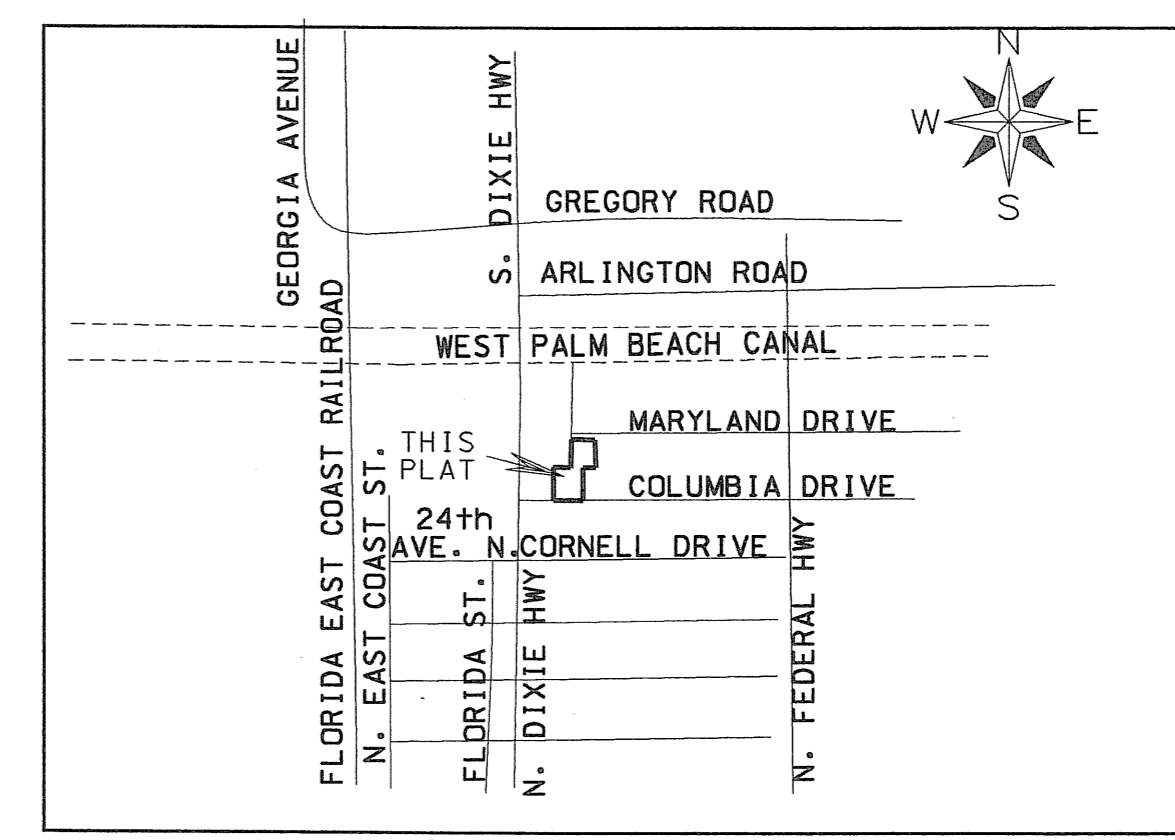 N
W
E
S
GEORGIA AVENUE
S. DIXIE HWY
GREGORY ROAD
ARLINGTON ROAD
WEST PALM BEACH CANAL
FLORIDA EAST COAST RAILROAD
MARYLAND DRIVE
THIS
PLAT
COLUMBIA DRIVE
N. EAST COAST ST.
24th
AVE. N.
CORNELL DRIVE
FLORIDA ST.
N. DIXIE HWY
N. FEDERAL HWY